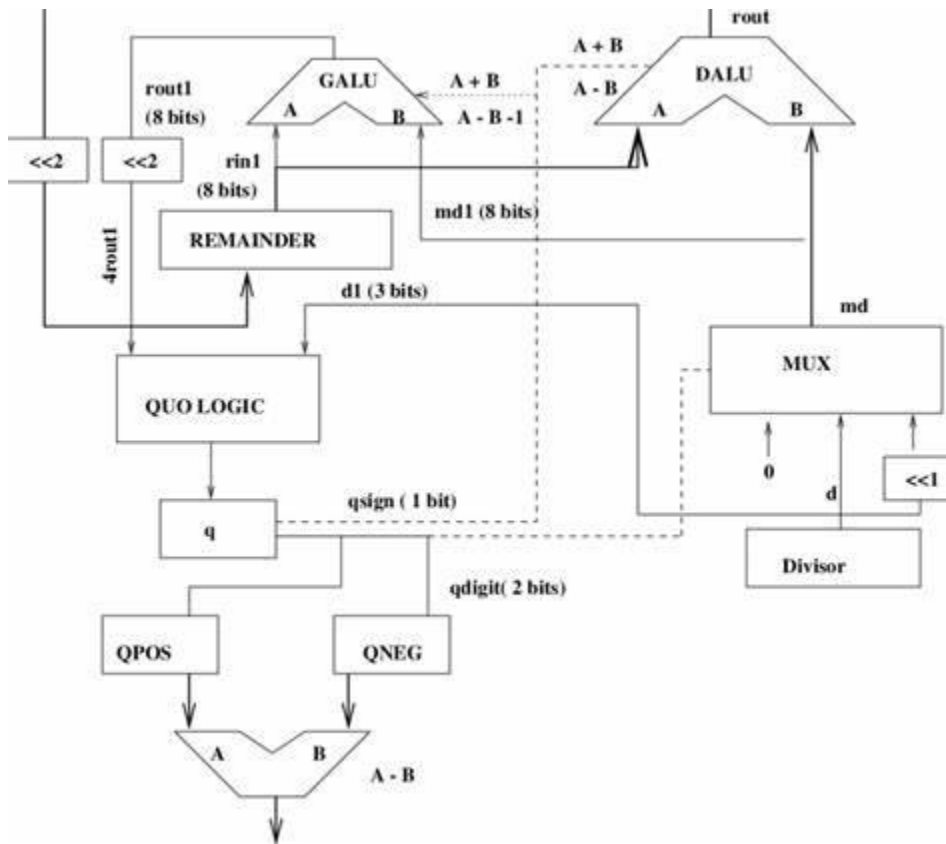 rout
A + B
GALU
DALU
rout1
A + B
A - B
(8 bits)
A
B
A - B -1
A
B
<<2
<<2
rin1
(8 bits)
md1 (8 bits)
REMAINDER
4rout1
d1 (3 bits)
md
MUX
QUO LOGIC
0
<<1
qsign ( 1 bit)
d
q
Divisor
qdigit( 2 bits)
QPOS
QNEG
A
B
A - B